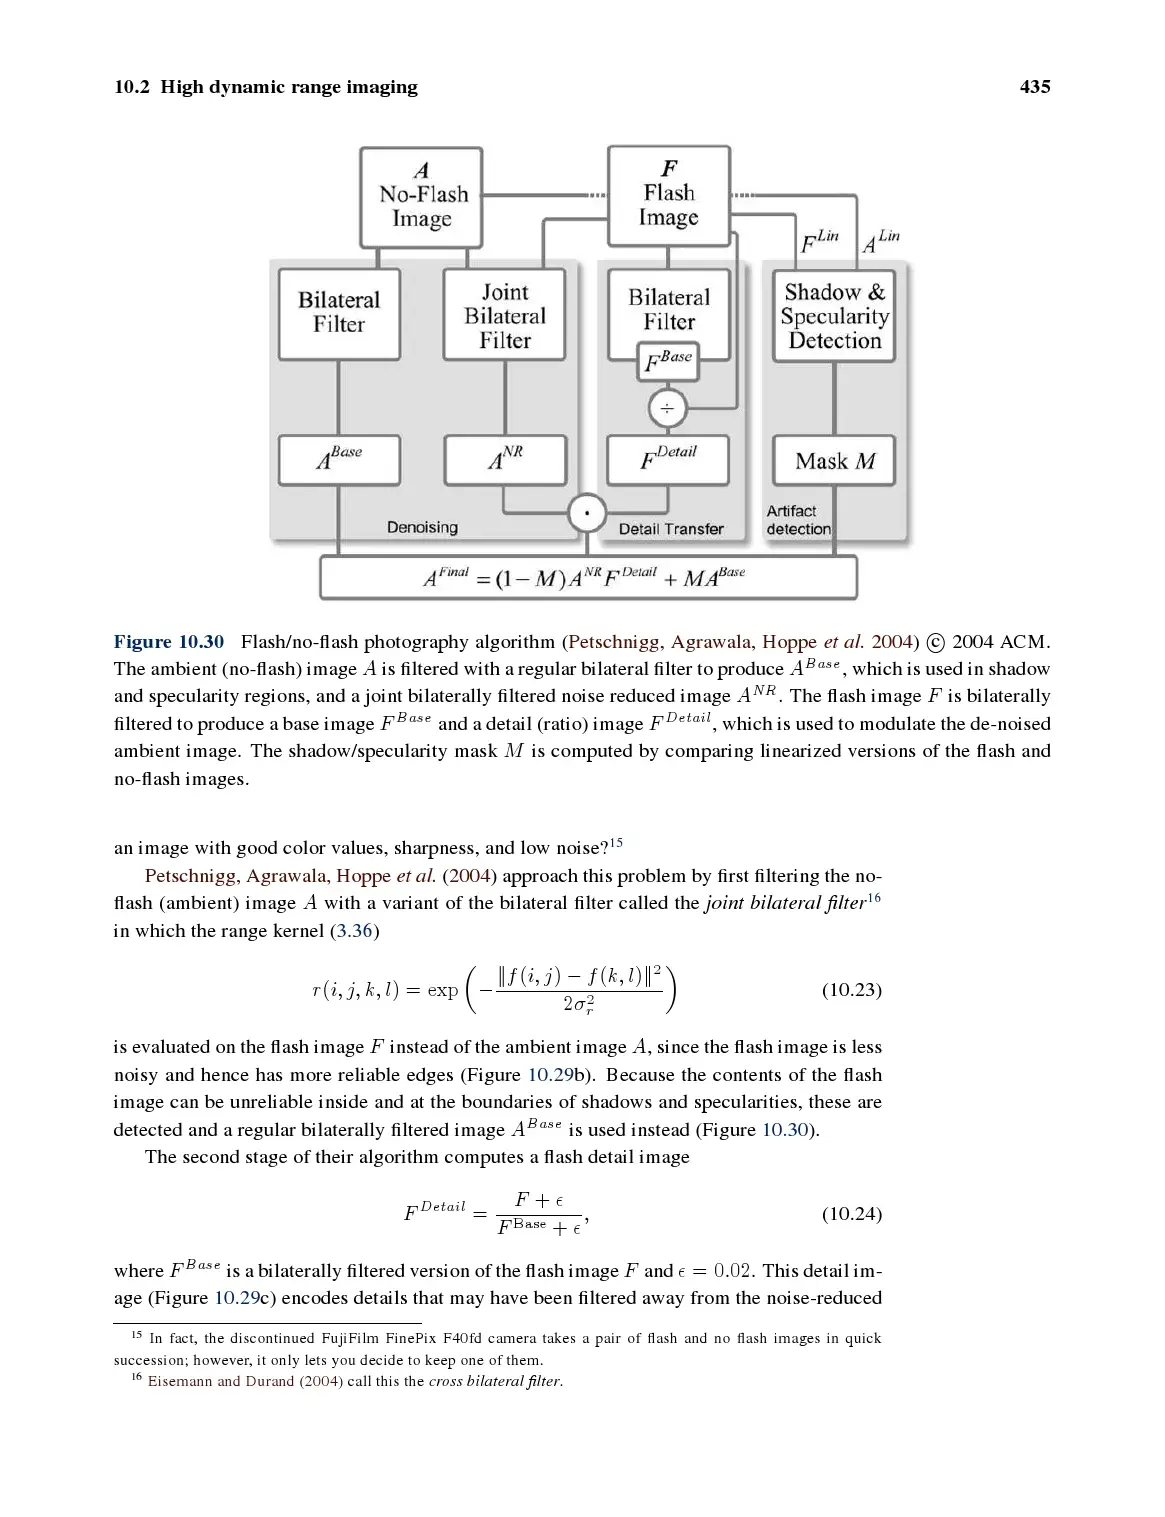 10.2 High dynamic range imaging 435
A
No-Flash
Image
F
Flash
Image
F^Lin A^Lin
Bilateral
Filter
Joint
Bilateral
Filter
Bilateral
Filter
F^Base
Shadow &
Specularity
Detection
÷
A^Base
A^NR
F^Detail
Mask M
·
Denoising
Detail Transfer
Artifact
detection
A^Final = (1 − M) A^NR F^Detail + M A^Base
Figure 10.30 Flash/no-flash photography algorithm (Petschnigg, Agrawala, Hoppe et al. 2004) © 2004 ACM.
The ambient (no-flash) image A is filtered with a regular bilateral filter to produce A^Base, which is used in shadow
and specularity regions, and a joint bilaterally filtered noise reduced image A^NR. The flash image F is bilaterally
filtered to produce a base image F^Base and a detail (ratio) image F^Detail, which is used to modulate the de-noised
ambient image. The shadow/specularity mask M is computed by comparing linearized versions of the flash and
no-flash images.
an image with good color values, sharpness, and low noise?^15
Petschnigg, Agrawala, Hoppe et al. (2004) approach this problem by first filtering the no-
flash (ambient) image A with a variant of the bilateral filter called the joint bilateral filter^16
in which the range kernel (3.36)
r(i, j, k, l) = exp(−‖f(i, j) − f(k, l)‖² / 2σ_r²) (10.23)
is evaluated on the flash image F instead of the ambient image A, since the flash image is less
noisy and hence has more reliable edges (Figure 10.29b). Because the contents of the flash
image can be unreliable inside and at the boundaries of shadows and specularities, these are
detected and a regular bilaterally filtered image A^Base is used instead (Figure 10.30).
The second stage of their algorithm computes a flash detail image
F^Detail = (F + ϵ) / (F^Base + ϵ), (10.24)
where F^Base is a bilaterally filtered version of the flash image F and ϵ = 0.02. This detail im-
age (Figure 10.29c) encodes details that may have been filtered away from the noise-reduced
^15 In fact, the discontinued FujiFilm FinePix F40fd camera takes a pair of flash and no flash images in quick
succession; however, it only lets you decide to keep one of them.
^16 Eisemann and Durand (2004) call this the cross bilateral filter.